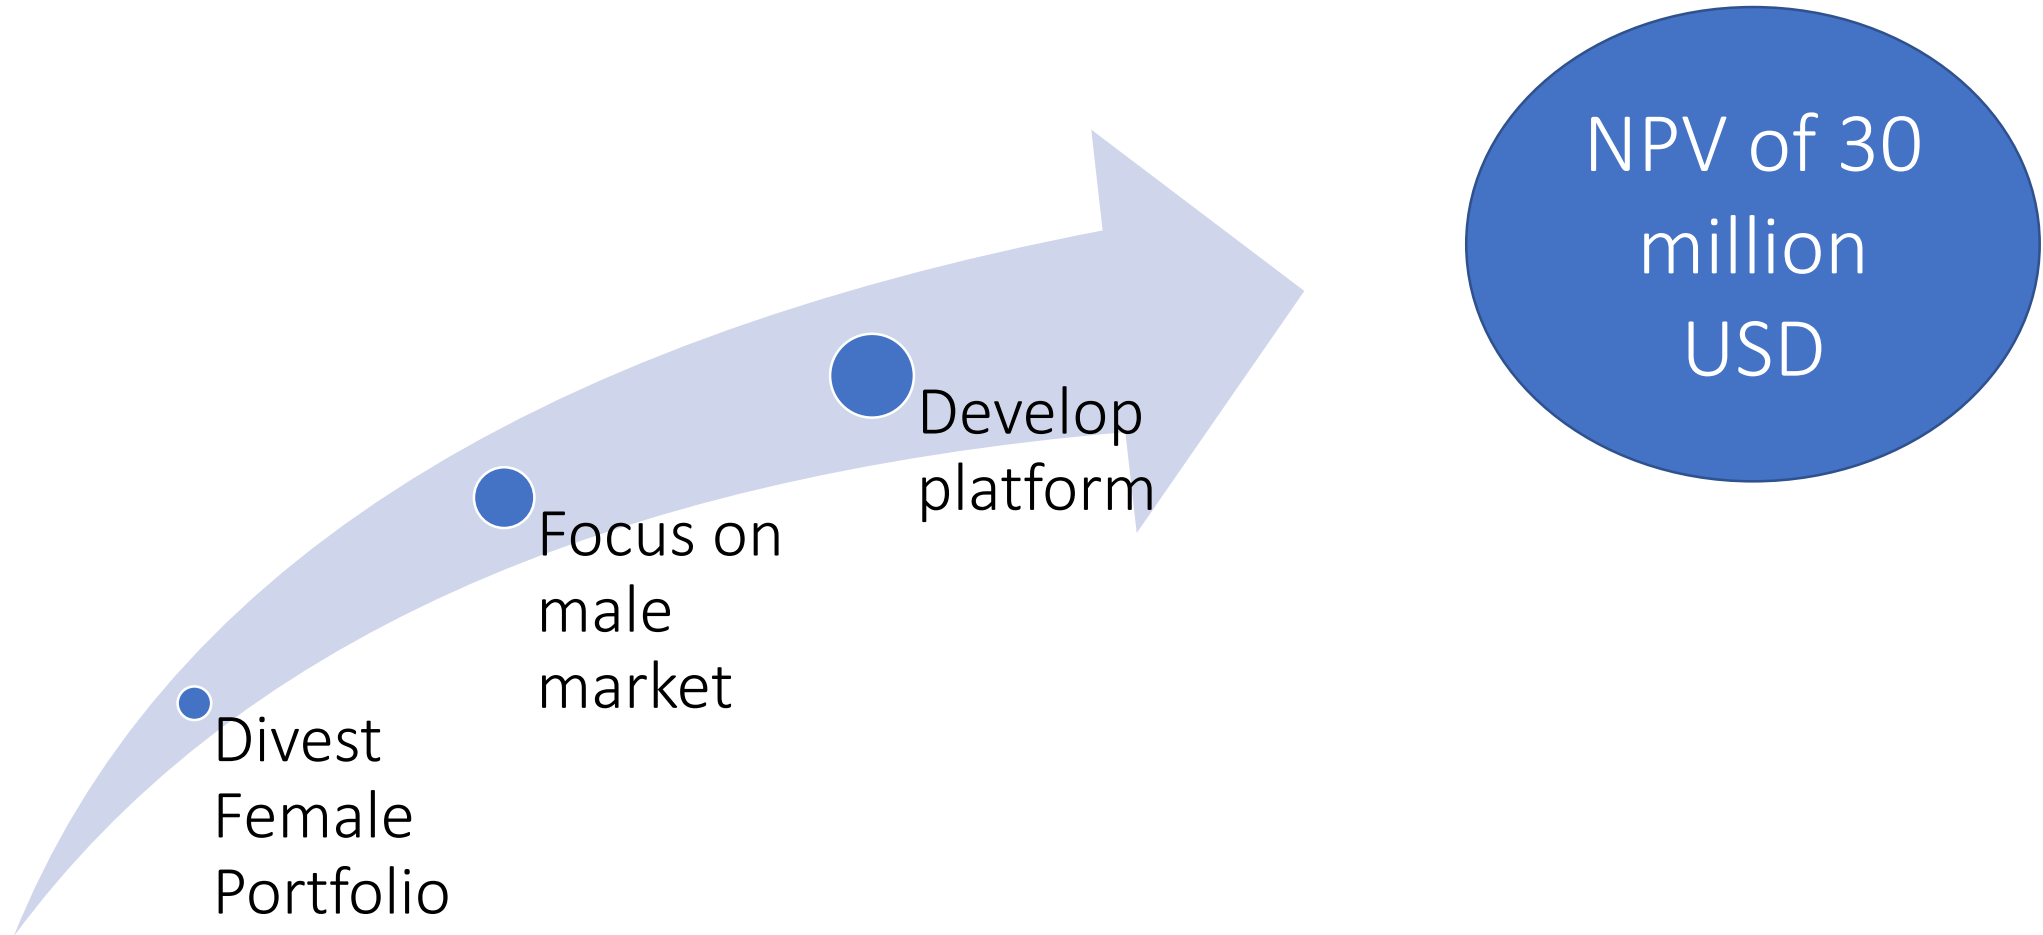 Divest
Female
Portfolio
Focus on
male
market
Develop
platform
NPV of 30
million
USD